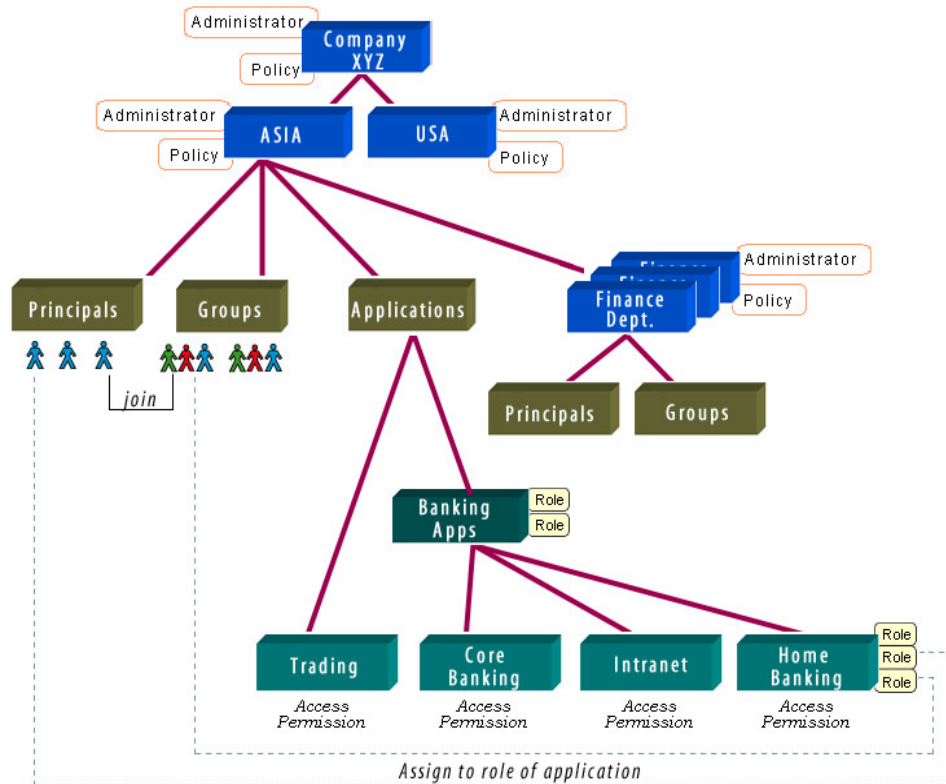 Administrator
Company
XYZ
Policy
Administrator
ASIA
Policy
USA
Administrator
Policy
Finance
Finance
Finance
Dept.
Administrator
Policy
Principals
Groups
Applications
join
Principals
Groups
Banking
Apps
Role
Role
Trading
Core
Banking
Intranet
Home
Banking
Role
Role
Role
Access
Permission
Access
Permission
Access
Permission
Access
Permission
Assign to role of application